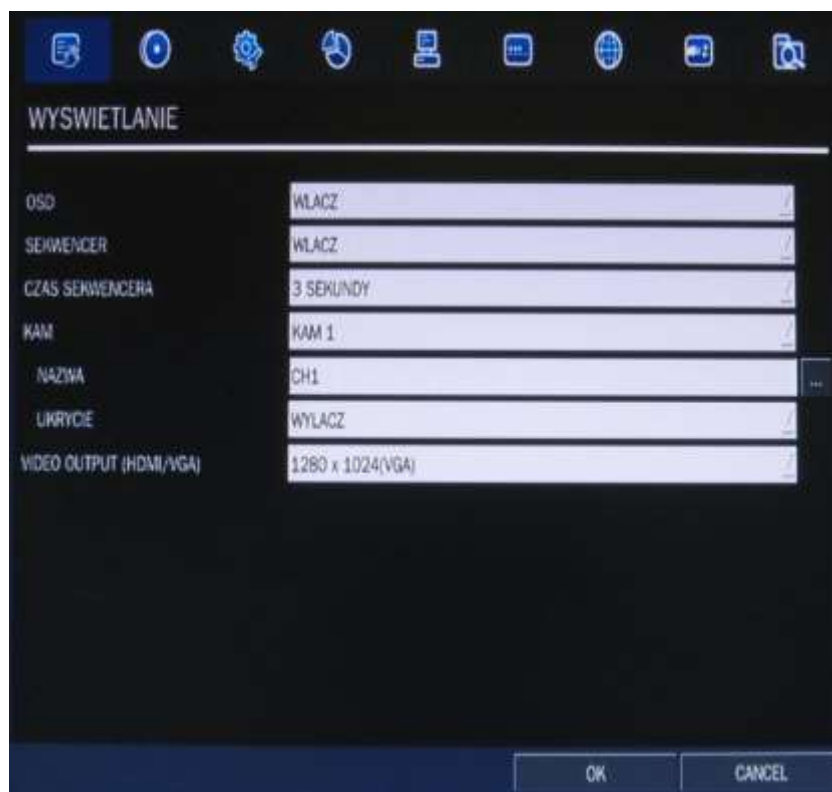 WYSWIETLANIE
OSD WLACZ
SEKWENCER WLACZ
CZAS SEKWENCERA 3 SEKUNDY
KAM KAM 1
NAZWA CH1 ...
UKRYCIE WYLACZ
VIDEO OUTPUT (HDMI/VGA) 1280 x 1024(VGA)
OK CANCEL